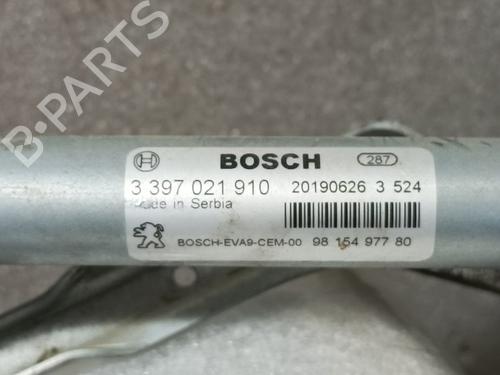 B-PARTS
BOSCH 287
3 397 021 910 20190626 3 524
Made in Serbia
BOSCH-EVA9-CEM-00 98 154 977 80